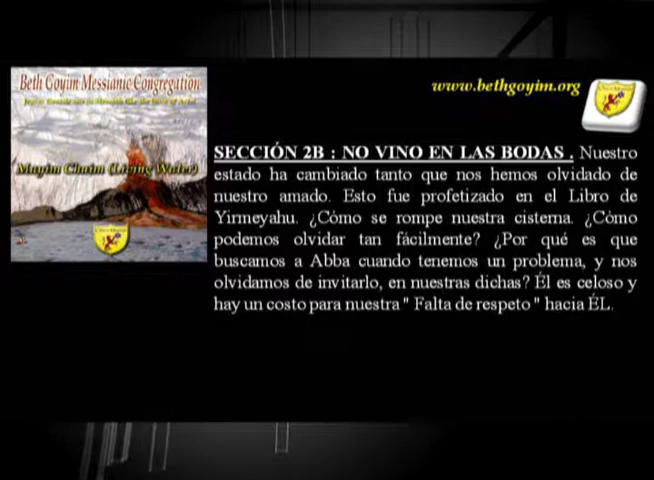 Beth Goyim Messianic Congregation
Mayim Chaim (Living Water)
www.bethgoyim.org
SECCIÓN 2B : NO VINO EN LAS BODAS . Nuestro
estado ha cambiado tanto que nos hemos olvidado de
nuestro amado. Esto fue profetizado en el Libro de
Yirmeyahu. ¿Cómo se rompe nuestra cisterna. ¿Cómo
podemos olvidar tan fácilmente? ¿Por qué es que
buscamos a Abba cuando tenemos un problema, y nos
olvidamos de invitarlo, en nuestras dichas? Él es celoso y
hay un costo para nuestra " Falta de respeto " hacia ÉL.